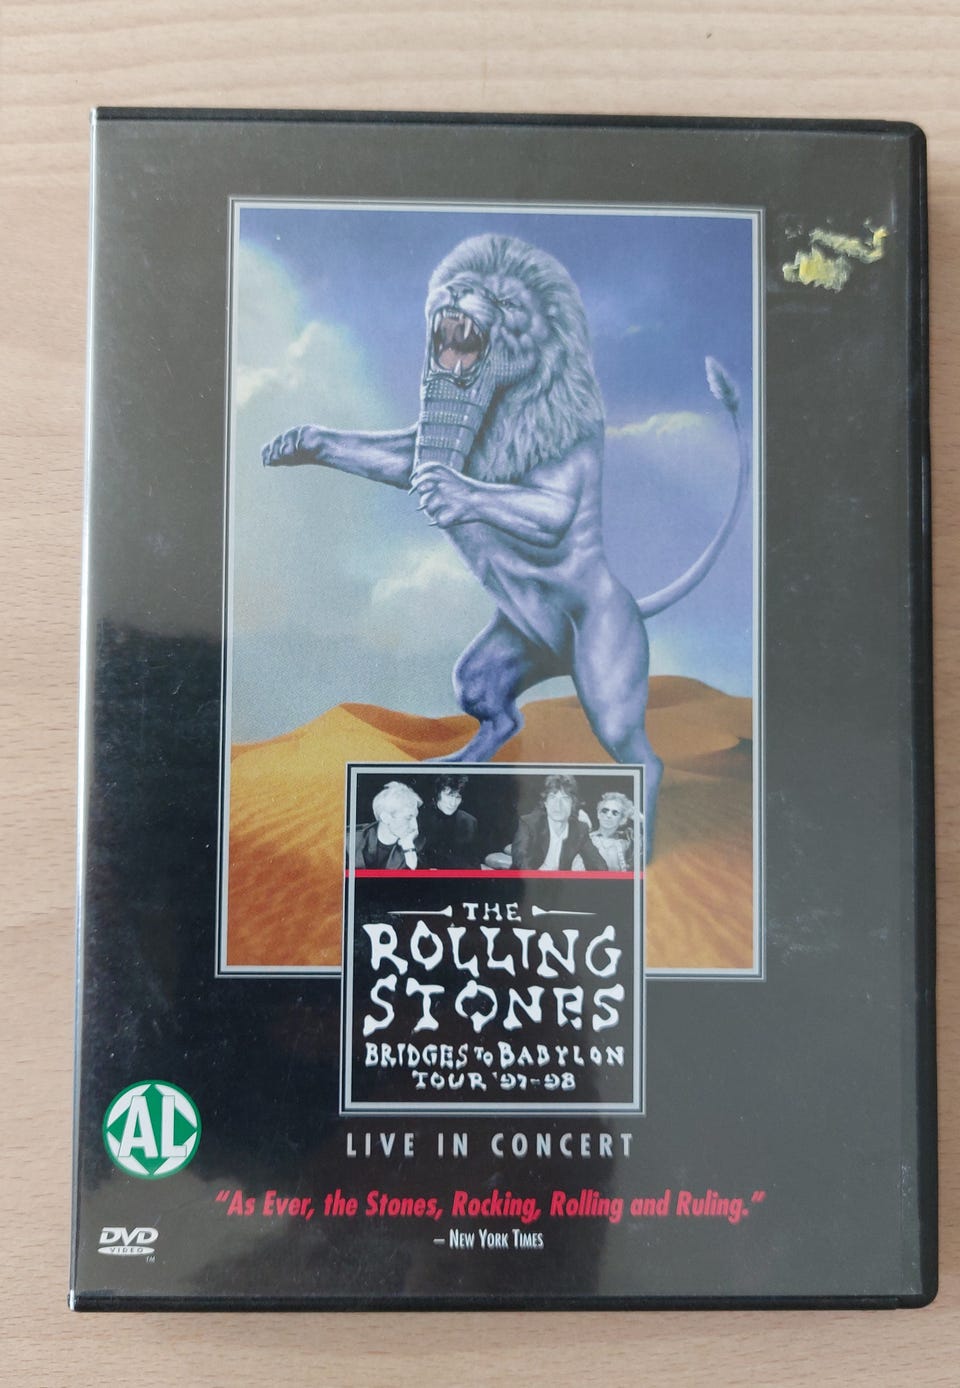 THE
ROLLING
STONES
BRIDGES TO BABYLON
TOUR '97-98
LIVE IN CONCERT
AL
"As Ever, the Stones, Rocking, Rolling and Ruling."
– NEW YORK TIMES
DVD
VIDEO
TM